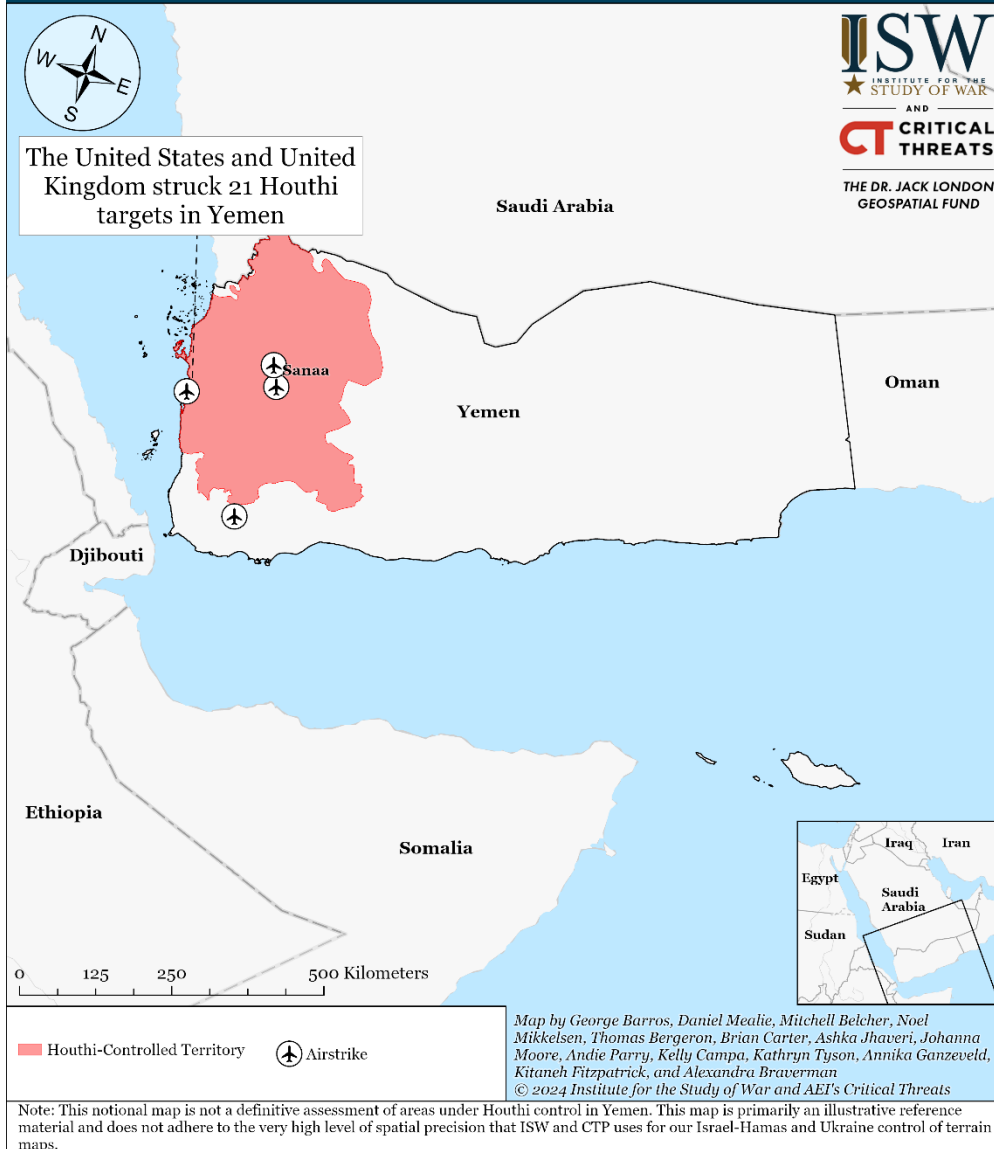 N
W
E
S
ISW
INSTITUTE FOR THE
STUDY OF WAR
AND
CT CRITICAL
THREATS
THE DR. JACK LONDON
GEOSPATIAL FUND
The United States and United
Kingdom struck 21 Houthi
targets in Yemen
Saudi Arabia
Sanaa
Oman
Yemen
Djibouti
Ethiopia
Somalia
Iraq
Iran
Egypt
Saudi
Arabia
Sudan
0 125 250 500 Kilometers
Houthi-Controlled Territory
Airstrike
Map by George Barros, Daniel Mealie, Mitchell Belcher, Noel
Mikkelsen, Thomas Bergeron, Brian Carter, Ashka Jhaveri, Johanna
Moore, Andie Parry, Kelly Campa, Kathryn Tyson, Annika Ganzeveld,
Kitaneh Fitzpatrick, and Alexandra Braverman
© 2024 Institute for the Study of War and AEI's Critical Threats
Note: This notional map is not a definitive assessment of areas under Houthi control in Yemen. This map is primarily an illustrative reference
material and does not adhere to the very high level of spatial precision that ISW and CTP uses for our Israel-Hamas and Ukraine control of terrain
maps.